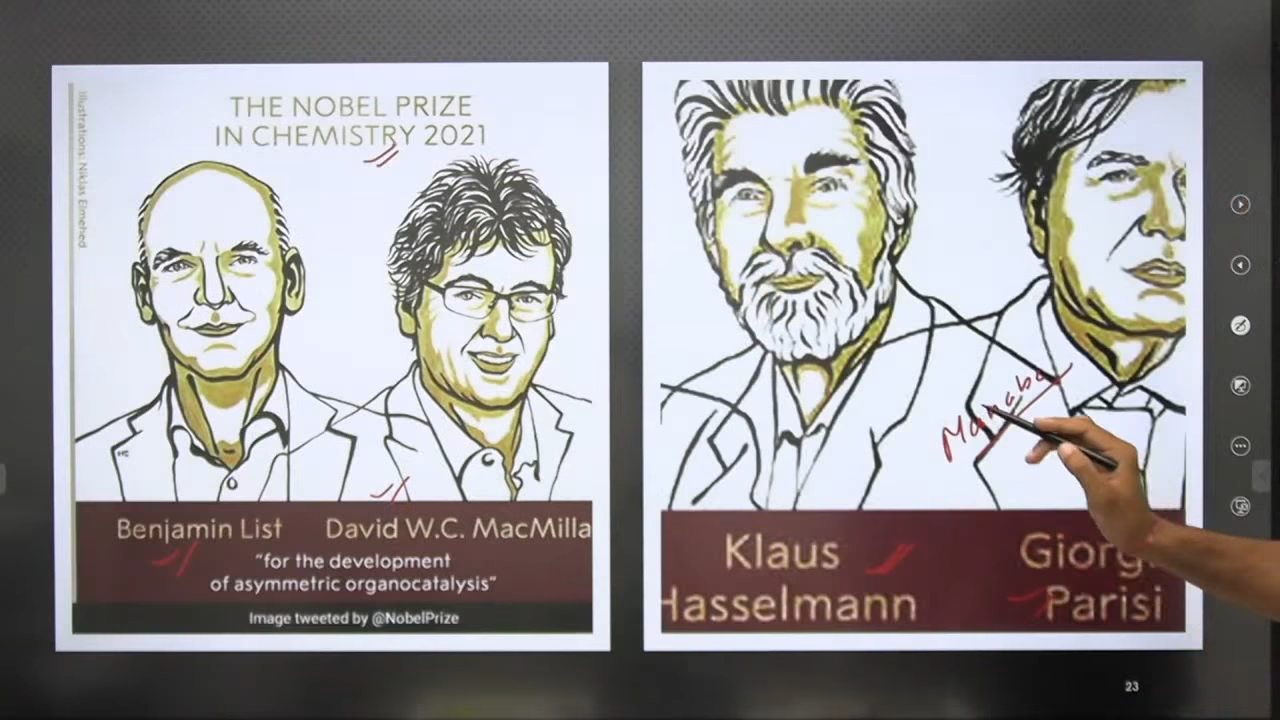 Illustrations: Niklas Elmehed
THE NOBEL PRIZE
IN CHEMISTRY 2021
Benjamin List
David W.C. MacMilla
"for the development
of asymmetric organocatalysis"
Image tweeted by @NobelPrize
Manabe
Klaus
Hasselmann
Giorg
Parisi
23